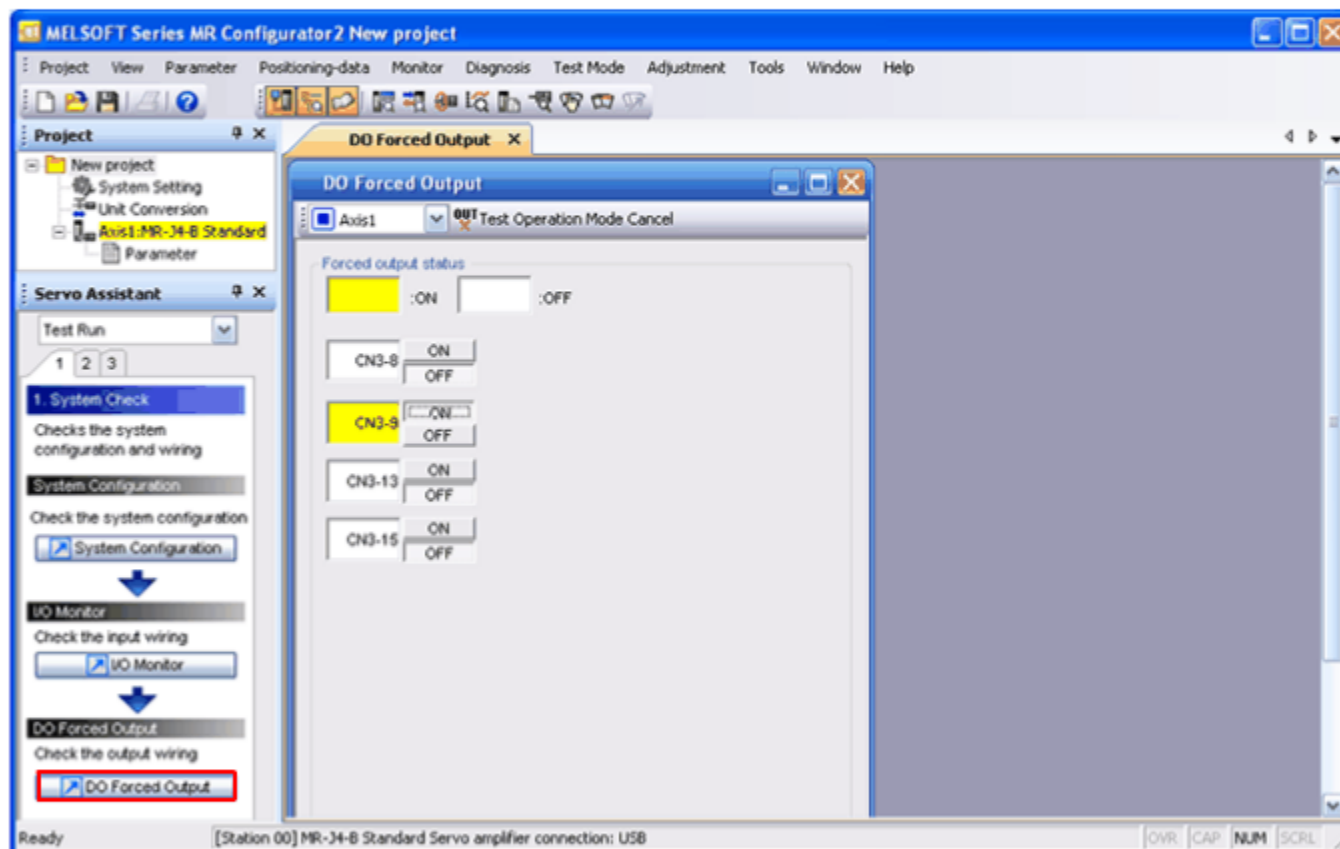 MELSOFT Series MR Configurator2 New project
Project View Parameter Positioning-data Monitor Diagnosis Test Mode Adjustment Tools Window Help
Project
New project
System Setting
Unit Conversion
Axis1:MR-J4-B Standard
Parameter
Servo Assistant
Test Run
1 2 3
1. System Check
Checks the system
configuration and wiring
System Configuration
Check the system configuration
System Configuration
I/O Monitor
Check the input wiring
I/O Monitor
DO Forced Output
Check the output wiring
DO Forced Output
DO Forced Output
DO Forced Output
Axis1
OUT Test Operation Mode Cancel
Forced output status
:ON :OFF
CN3-8 ON
OFF
CN3-9 ON
OFF
CN3-13 ON
OFF
CN3-15 ON
OFF
Ready [Station 00] MR-J4-B Standard Servo amplifier connection: USB OVR CAP NUM SCRL